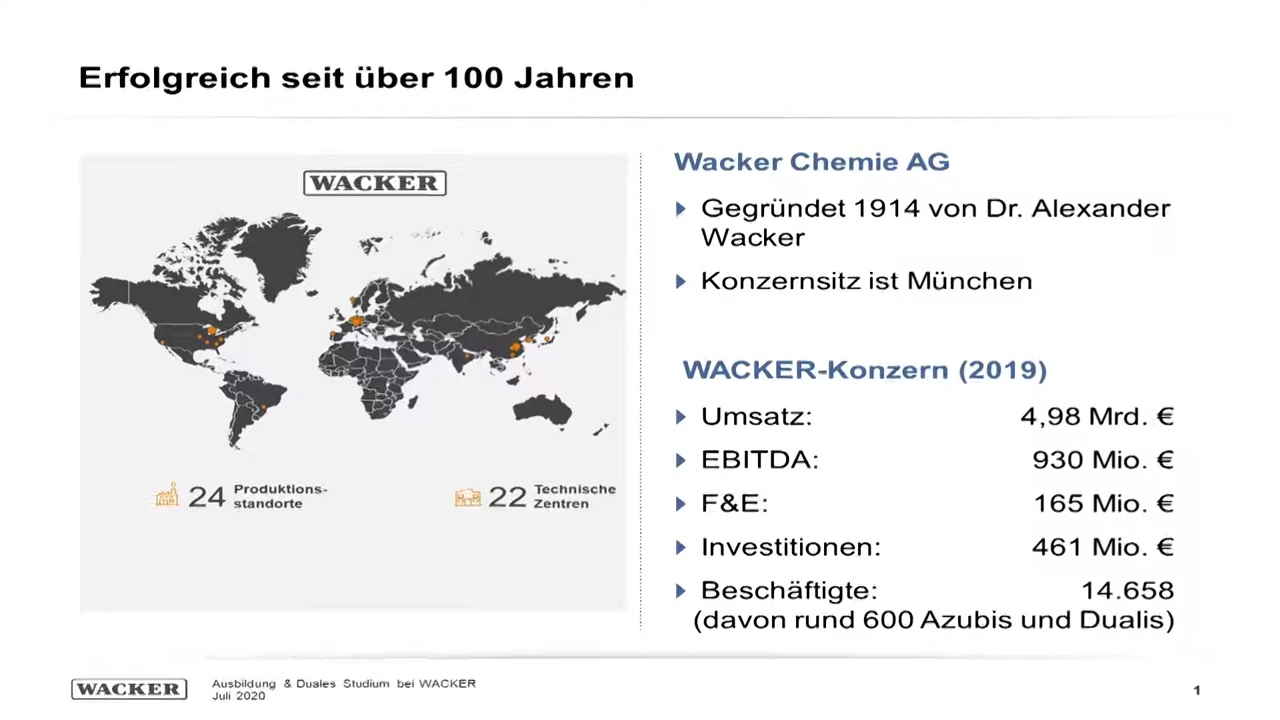 Erfolgreich seit über 100 Jahren
WACKER
24 Produktions-
standorte
22 Technische
Zentren
Wacker Chemie AG
Gegründet 1914 von Dr. Alexander
Wacker
Konzernsitz ist München
WACKER-Konzern (2019)
Umsatz: 4,98 Mrd. €
EBITDA: 930 Mio. €
F&E: 165 Mio. €
Investitionen: 461 Mio. €
Beschäftigte: 14.658
(davon rund 600 Azubis und Dualis)
WACKER
Ausbildung & Duales Studium bei WACKER
Juli 2020
1